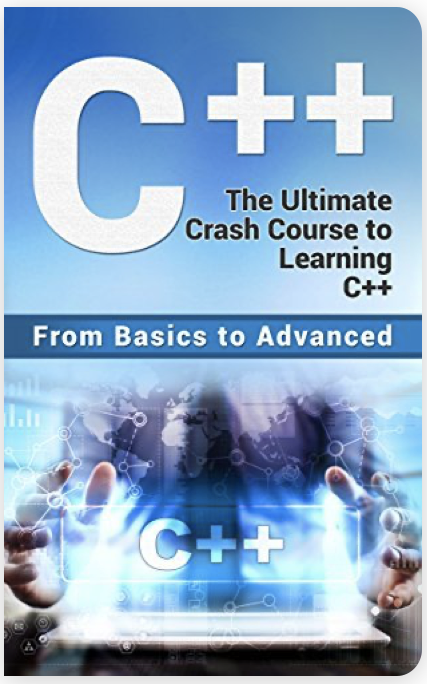 C++
The Ultimate
Crash Course to
Learning
C++
From Basics to Advanced
C++